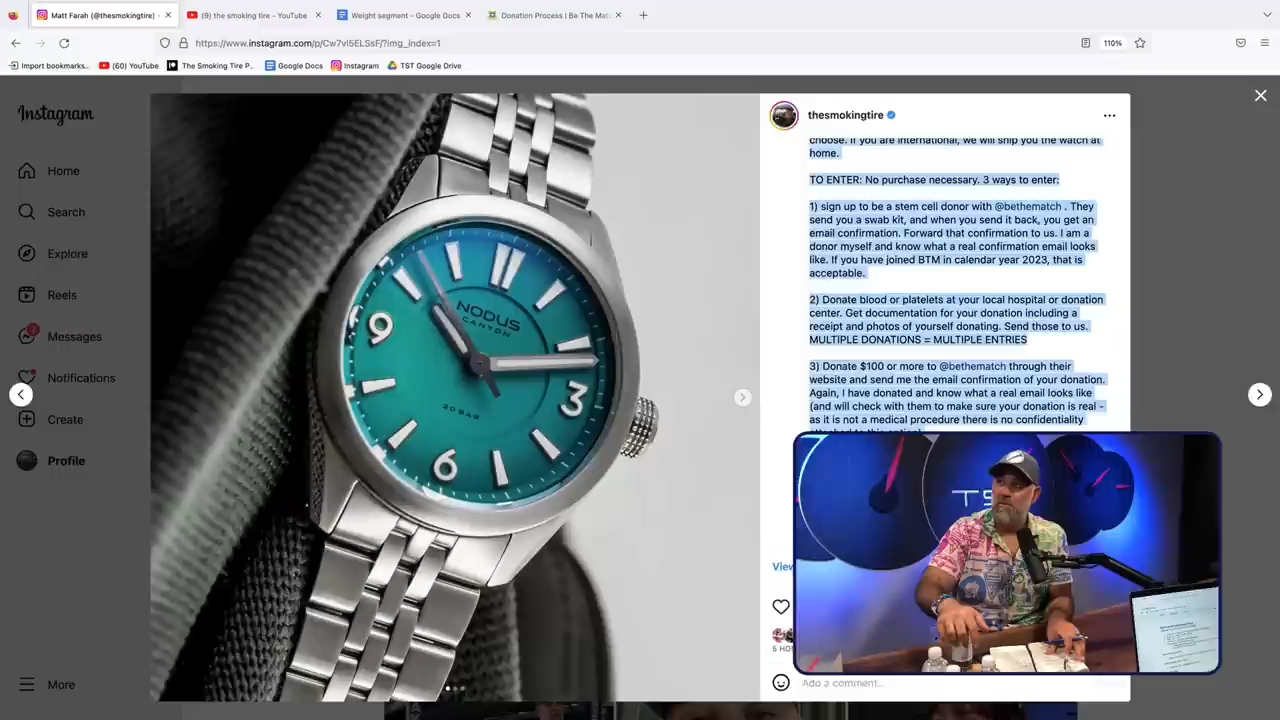 Matt Farah (@thesmokingtire) -
(9) the smoking tire - YouTube
Weight segment - Google Docs
Donation Process | Be The Mat
https://www.instagram.com/p/Cw7vl5ELSsF/?img_index=1
110%
Import bookmarks...
(60) YouTube
The Smoking Tire P...
Google Docs
Instagram
TST Google Drive
Instagram
Home
Search
Explore
Reels
Messages
Notifications
Create
Profile
More
NODUS
CANYON
20 BAR
9
3
6
thesmokingtire
choose. If you are international, we will ship you the watch at
home.
TO ENTER: No purchase necessary. 3 ways to enter:
1) sign up to be a stem cell donor with @bethematch . They
send you a swab kit, and when you send it back, you get an
email confirmation. Forward that confirmation to us. I am a
donor myself and know what a real confirmation email looks
like. If you have joined BTM in calendar year 2023, that is
acceptable.
2) Donate blood or platelets at your local hospital or donation
center. Get documentation for your donation including a
receipt and photos of yourself donating. Send those to us.
MULTIPLE DONATIONS = MULTIPLE ENTRIES
3) Donate $100 or more to @bethematch through their
website and send me the email confirmation of your donation.
Again, I have donated and know what a real email looks like
(and will check with them to make sure your donation is real -
as it is not a medical procedure there is no confidentiality
View
Add a comment...